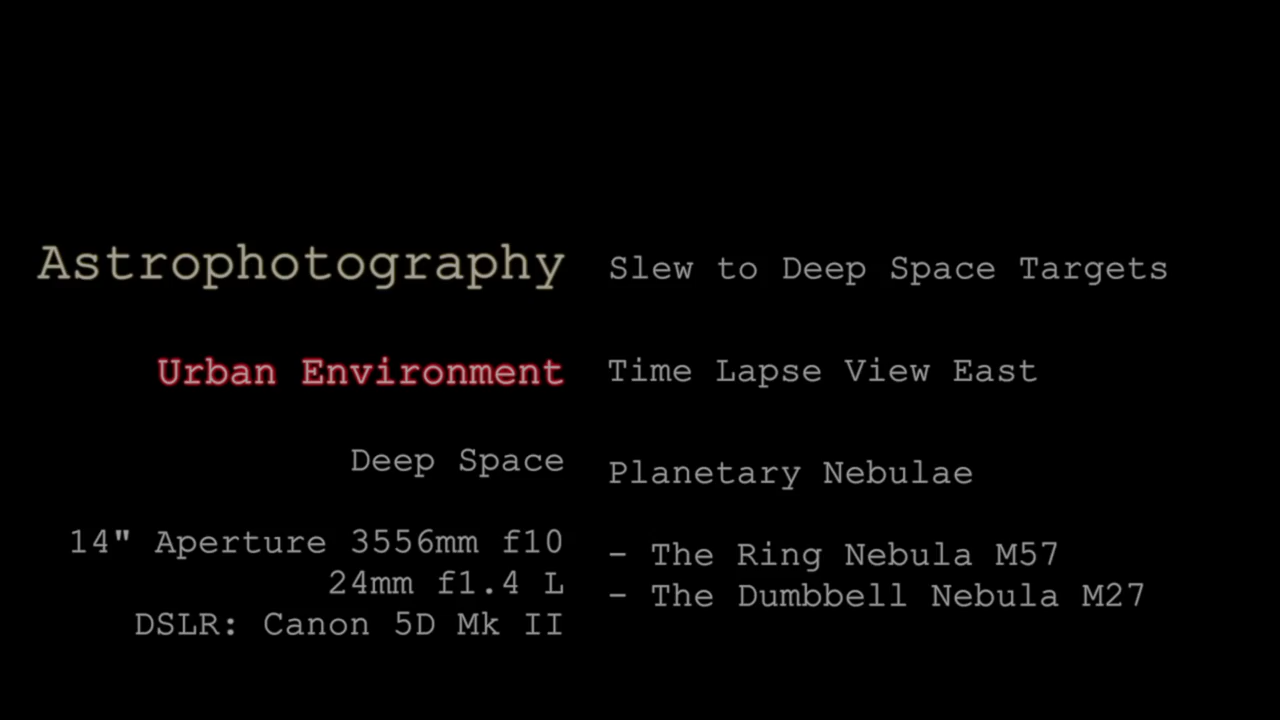 Astrophotography
Urban Environment
Deep Space
14" Aperture 3556mm f10
24mm f1.4 L
DSLR: Canon 5D Mk II
Slew to Deep Space Targets
Time Lapse View East
Planetary Nebulae
- The Ring Nebula M57
- The Dumbbell Nebula M27